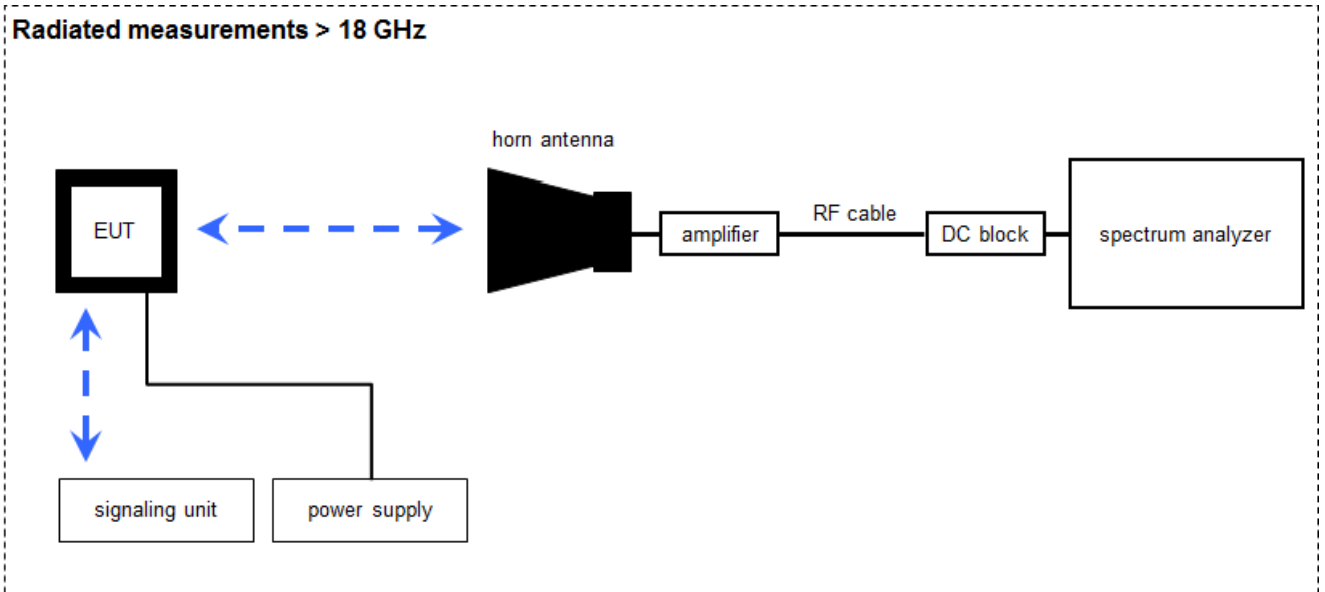 Radiated measurements > 18 GHz
horn antenna
EUT
amplifier
RF cable
DC block
spectrum analyzer
signaling unit
power supply